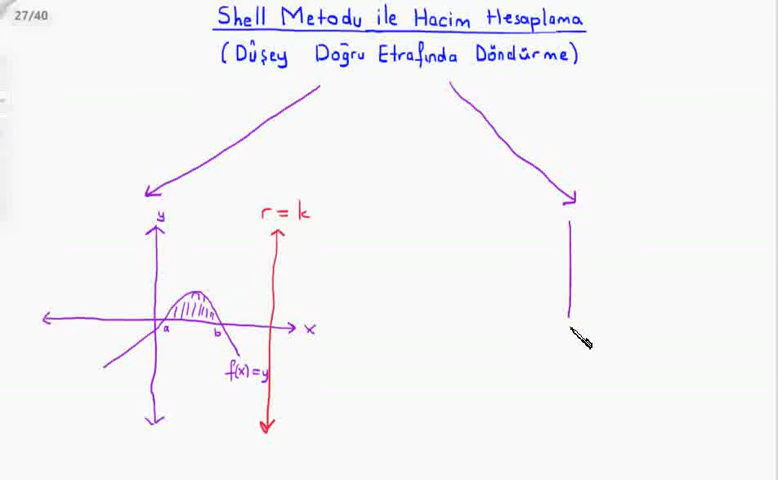 27/40
Shell Metodu ile Hacim Hesaplama
(Düşey Doğru Etrafında Döndürme)
y
r = k
a
b
x
f(x)=y